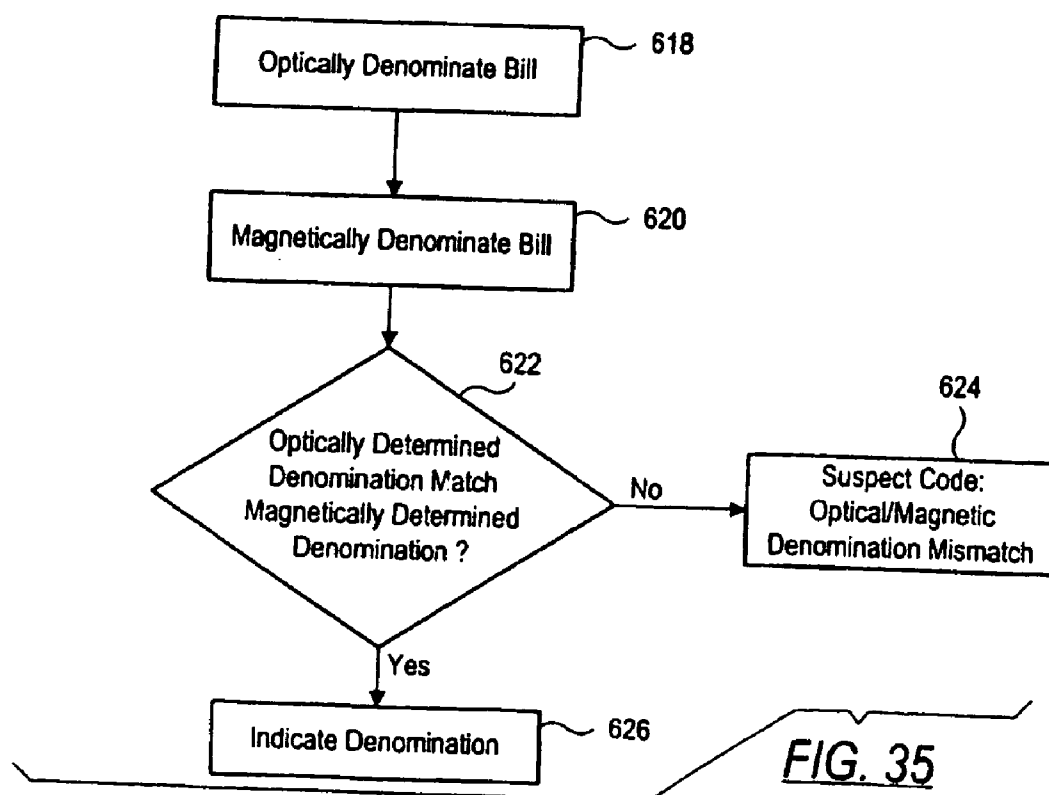 Optically Denominate Bill
618
Magnetically Denominate Bill
620
622
Optically Determined
Denomination Match
Magnetically Determined
Denomination ?
No
624
Suspect Code:
Optical/Magnetic
Denomination Mismatch
Yes
Indicate Denomination
626
FIG. 35